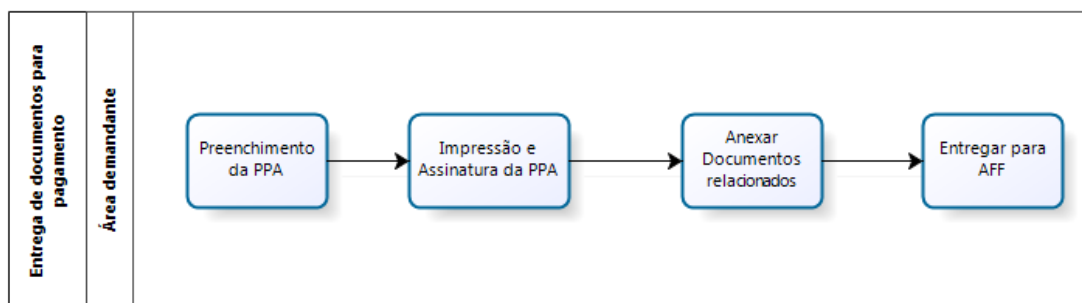 Entrega de documentos para
pagamento
Área demandante
Preenchimento
da PPA
Impressão e
Assinatura da PPA
Anexar
Documentos
relacionados
Entregar para
AFF